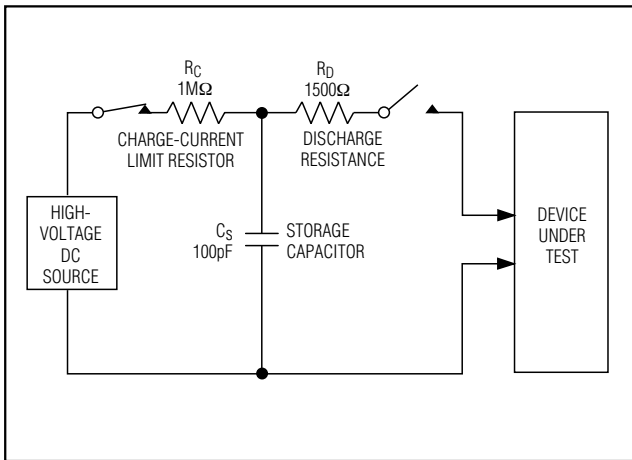 R_C
1MΩ
CHARGE-CURRENT
LIMIT RESISTOR
R_D
1500Ω
DISCHARGE
RESISTANCE
HIGH-
VOLTAGE
DC
SOURCE
C_S
100pF
STORAGE
CAPACITOR
DEVICE
UNDER
TEST